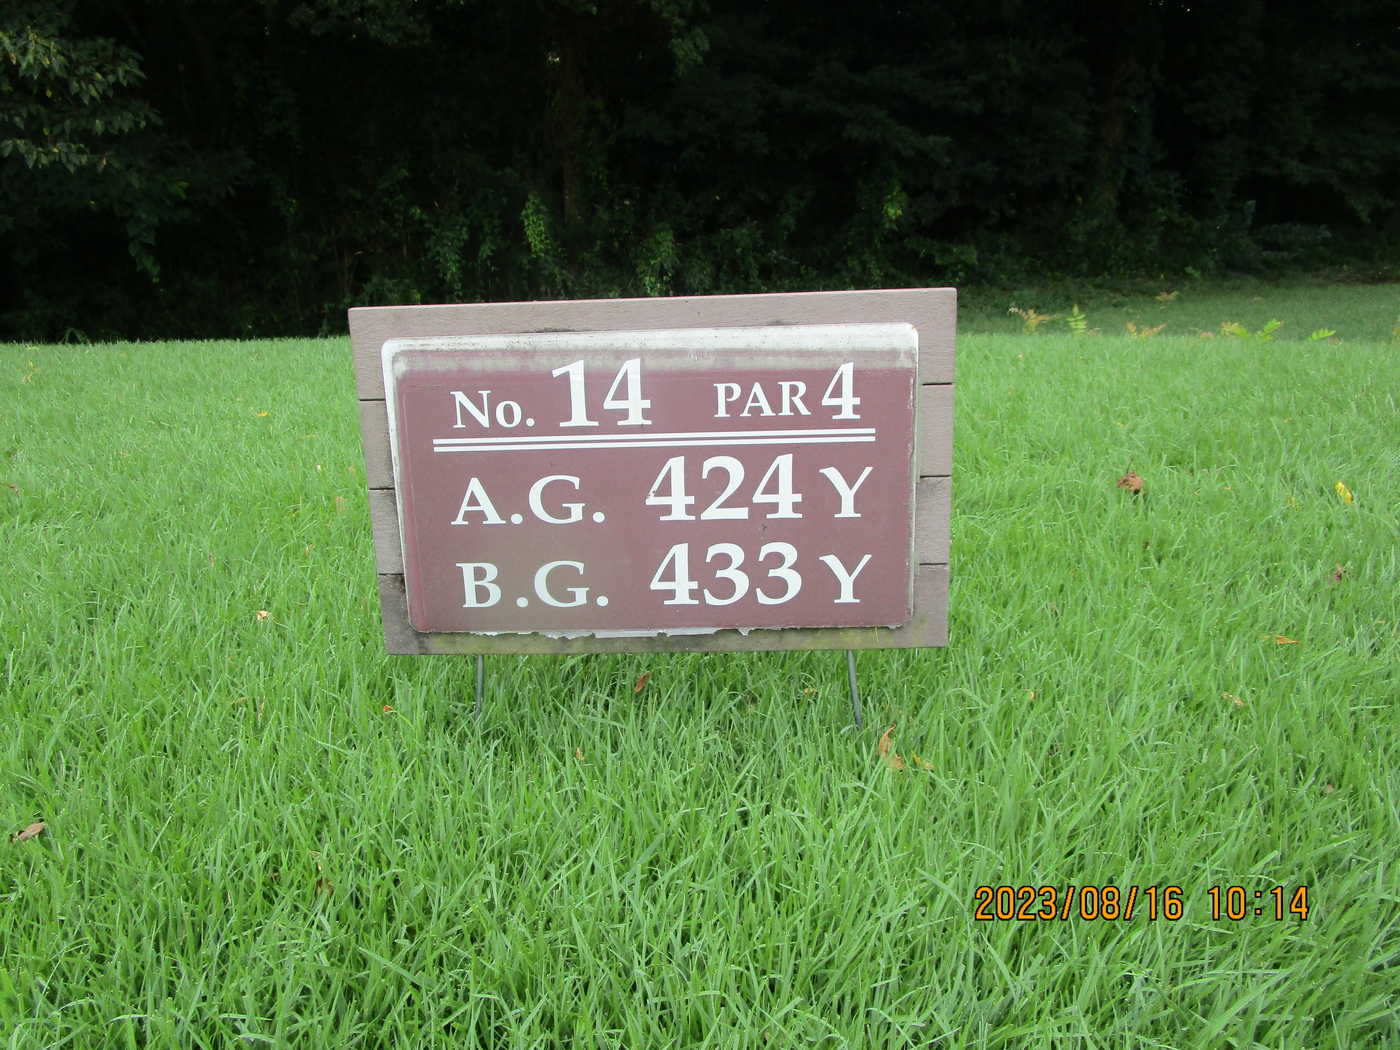 No. 14 PAR 4
A.G. 424 Y
B.G. 433 Y
2023/08/16 10:14